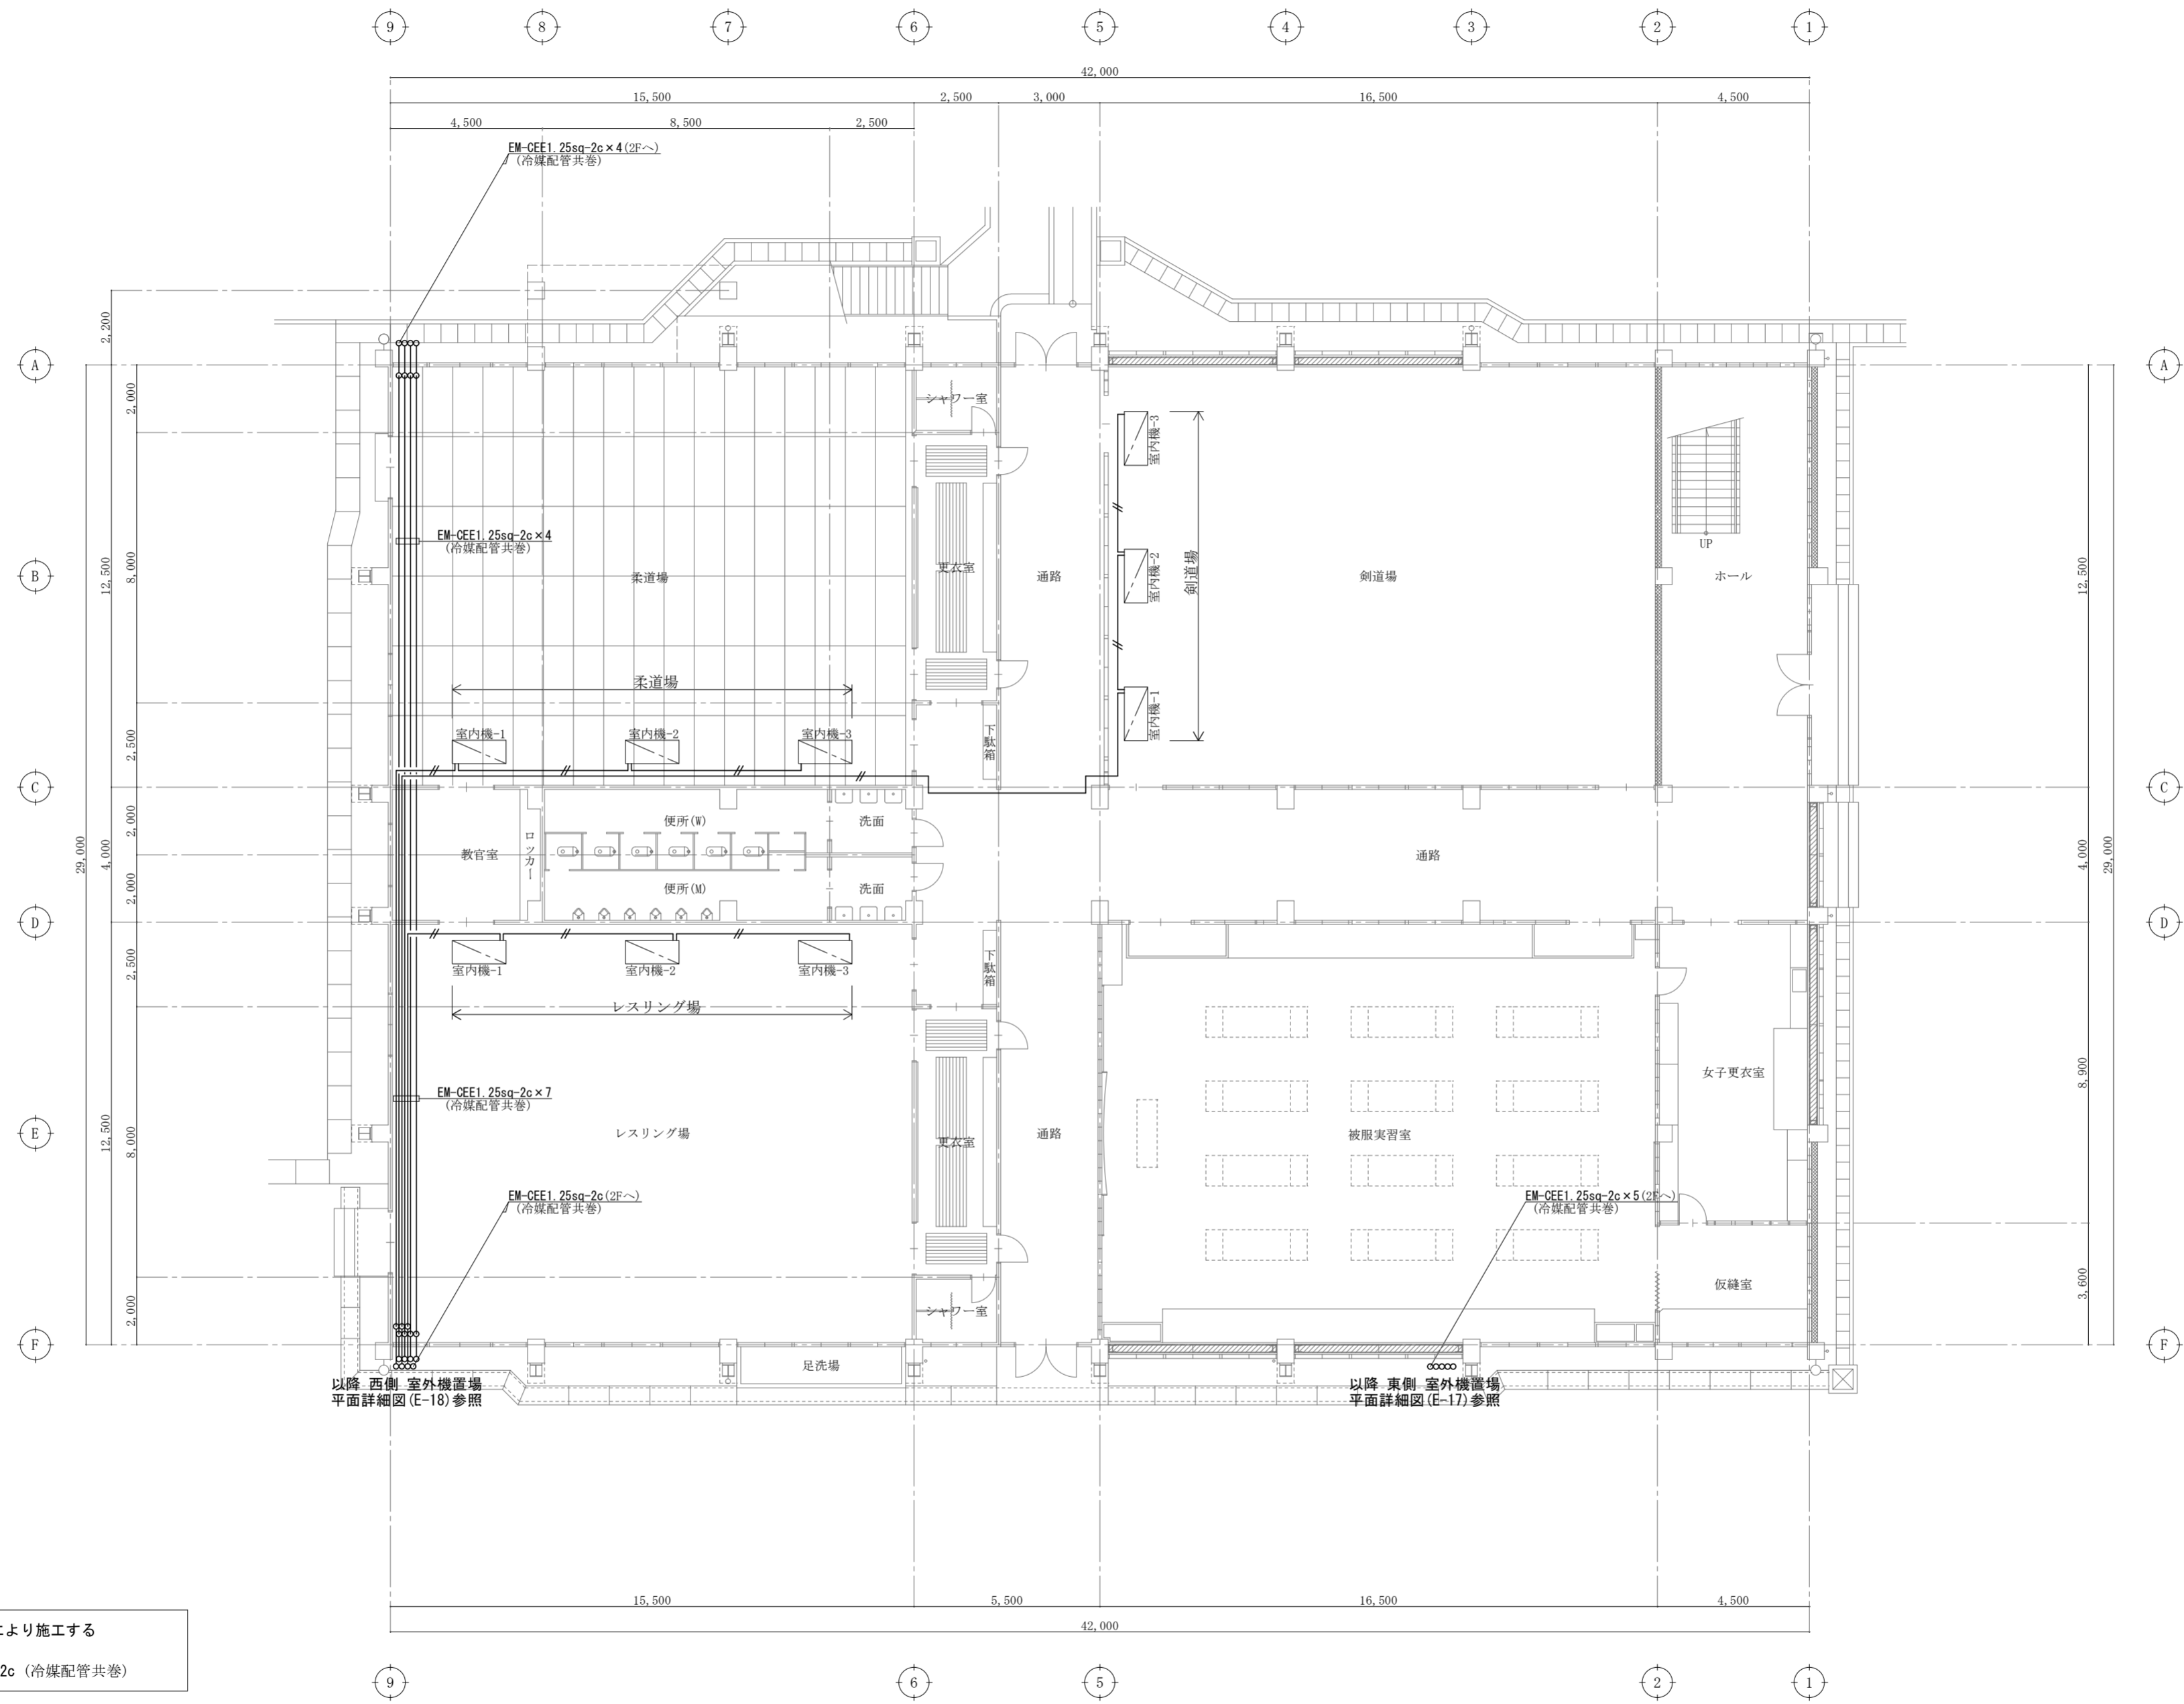 9 8 7 6 5 4 3 2 1
42,000
15,500 2,500 3,000 16,500 4,500
4,500 8,500 2,500
EM-CEE1.25sq-2c×4(2Fへ)
(冷媒配管共巻)
2,200
A A
2,000
シャワー室
室内機-3
EM-CEE1.25sq-2c×4
(冷媒配管共巻)
UP
12,500 8,000
B B
柔道場
更衣室
通路
室内機-2
剣道場
剣道場
ホール
12,500
柔道場
室内機-1
室内機-1 室内機-2 室内機-3
下駄箱
2,500
C C
2,000
便所(W)
洗面
ロッカー
29,000 4,000
教官室
通路
4,000 29,000
2,000
便所(M)
洗面
D D
2,500
下駄箱
室内機-1 室内機-2 室内機-3
レスリング場
女子更衣室
8,900
EM-CEE1.25sq-2c×7
(冷媒配管共巻)
E E
12,500 8,000
レスリング場
更衣室
通路
被服実習室
EM-CEE1.25sq-2c(2Fへ)
(冷媒配管共巻)
EM-CEE1.25sq-2c×5(2Fへ)
(冷媒配管共巻)
仮縫室
3,600
2,000
シャワー室
F F
足洗場
以降 西側 室外機置場
平面詳細図(E-18)参照
以降 東側 室外機置場
平面詳細図(E-17)参照
15,500 5,500 16,500 4,500
42,000
により施工する
2c (冷媒配管共巻)
9 6 5 2 1